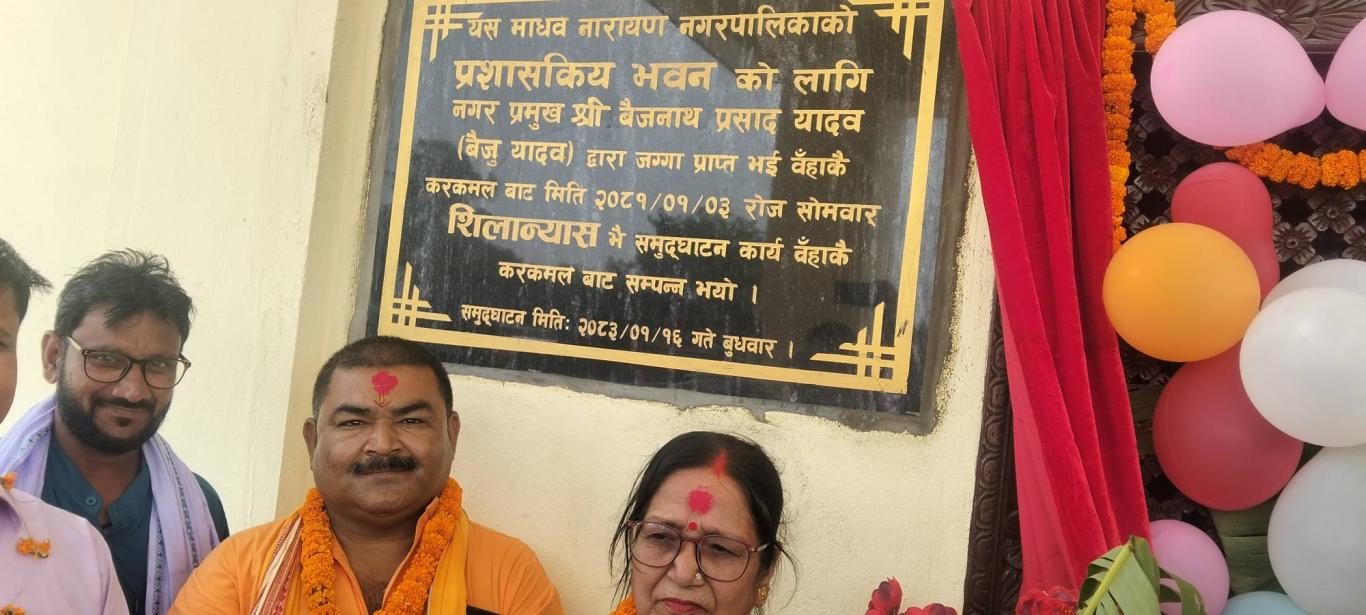 यस माधव नारायण नगरपालिकाको
प्रशासकिय भवन को लागि
नगर प्रमुख श्री बैजनाथ प्रसाद यादव
(बैजु यादव) द्वारा जग्गा प्राप्त भई वँहाकै
करकमल बाट मिति २०८१/०१/०३ रोज सोमवार
शिलान्यास भै समुद्घाटन कार्य वँहाकै
करकमल बाट सम्पन्न भयो ।
समुद्घाटन मितिः २०८३/०१/१६ गते बुधवार ।